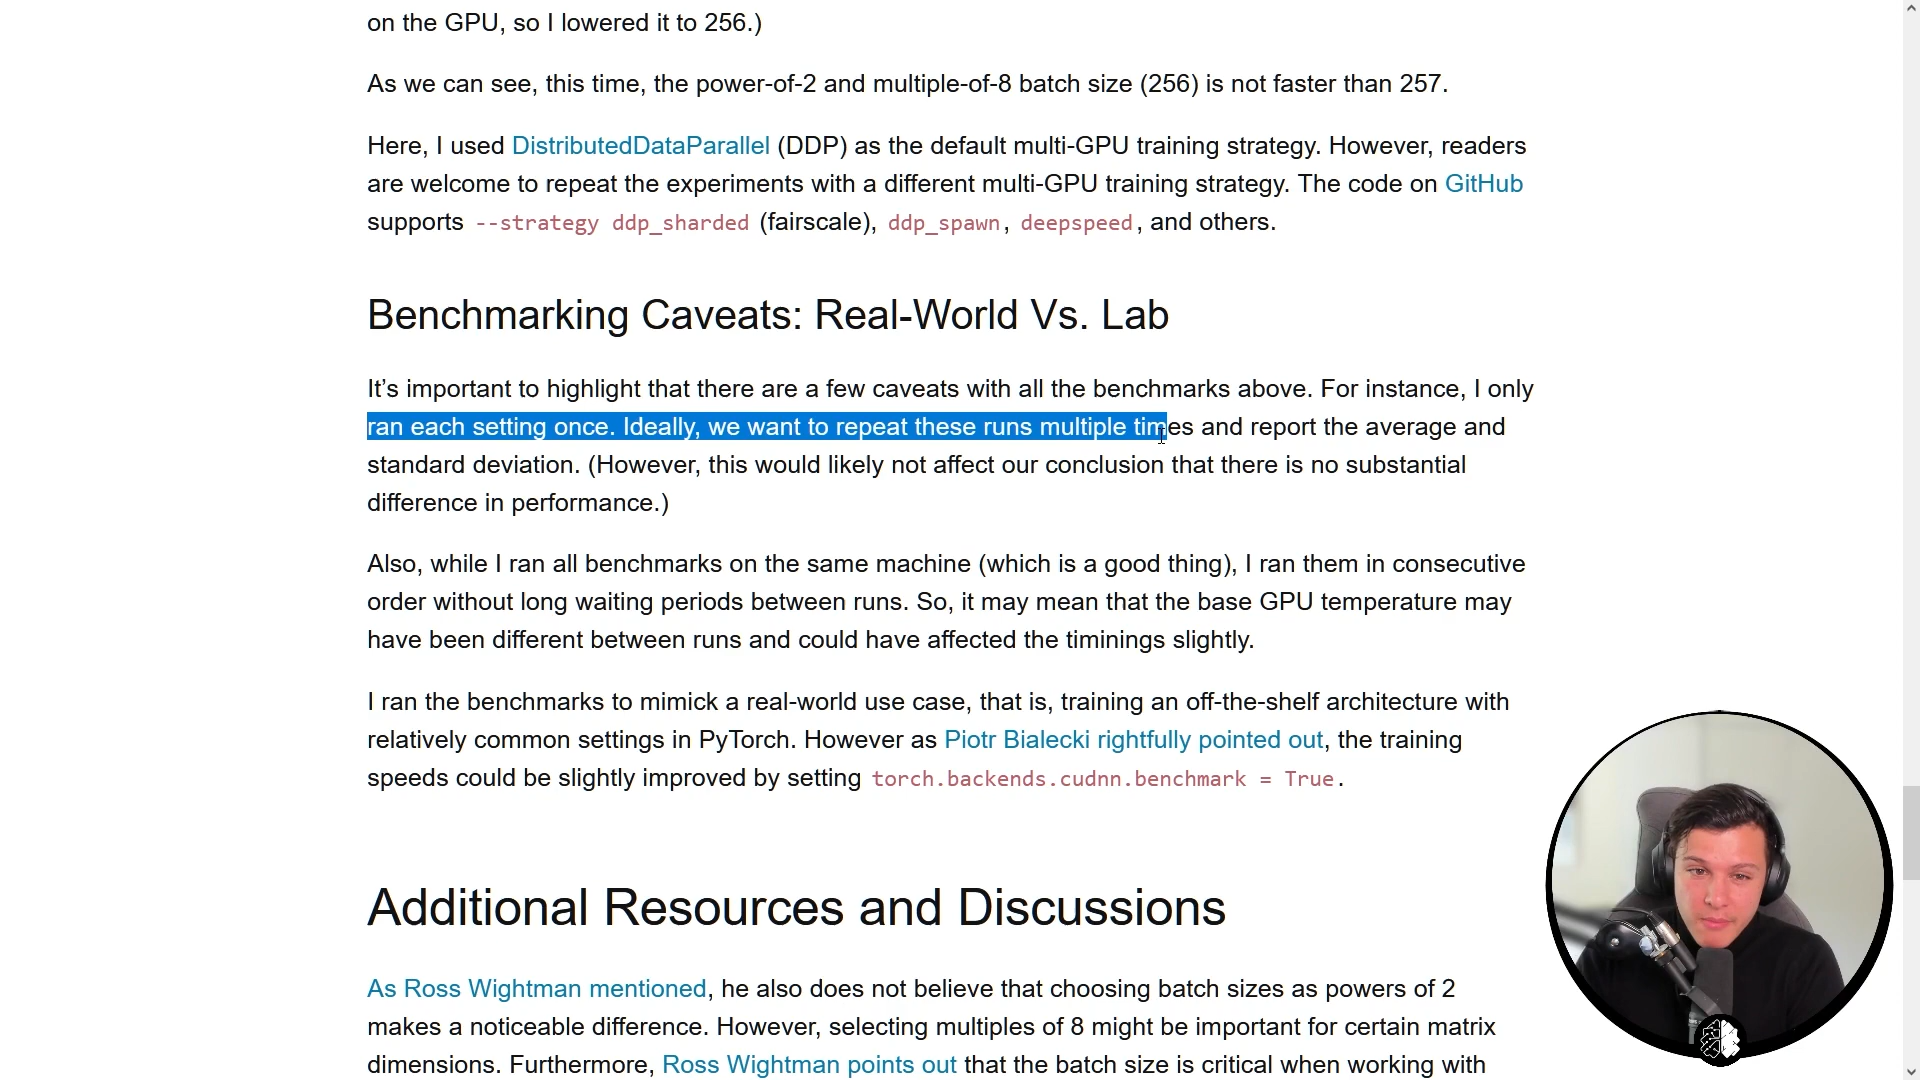 on the GPU, so I lowered it to 256.)
As we can see, this time, the power-of-2 and multiple-of-8 batch size (256) is not faster than 257.
Here, I used DistributedDataParallel (DDP) as the default multi-GPU training strategy. However, readers
are welcome to repeat the experiments with a different multi-GPU training strategy. The code on GitHub
supports --strategy ddp_sharded (fairscale), ddp_spawn, deepspeed, and others.
Benchmarking Caveats: Real-World Vs. Lab
It’s important to highlight that there are a few caveats with all the benchmarks above. For instance, I only
ran each setting once. Ideally, we want to repeat these runs multiple times and report the average and
standard deviation. (However, this would likely not affect our conclusion that there is no substantial
difference in performance.)
Also, while I ran all benchmarks on the same machine (which is a good thing), I ran them in consecutive
order without long waiting periods between runs. So, it may mean that the base GPU temperature may
have been different between runs and could have affected the timinings slightly.
I ran the benchmarks to mimick a real-world use case, that is, training an off-the-shelf architecture with
relatively common settings in PyTorch. However as Piotr Bialecki rightfully pointed out, the training
speeds could be slightly improved by setting torch.backends.cudnn.benchmark = True.
Additional Resources and Discussions
As Ross Wightman mentioned, he also does not believe that choosing batch sizes as powers of 2
makes a noticeable difference. However, selecting multiples of 8 might be important for certain matrix
dimensions. Furthermore, Ross Wightman points out that the batch size is critical when working with